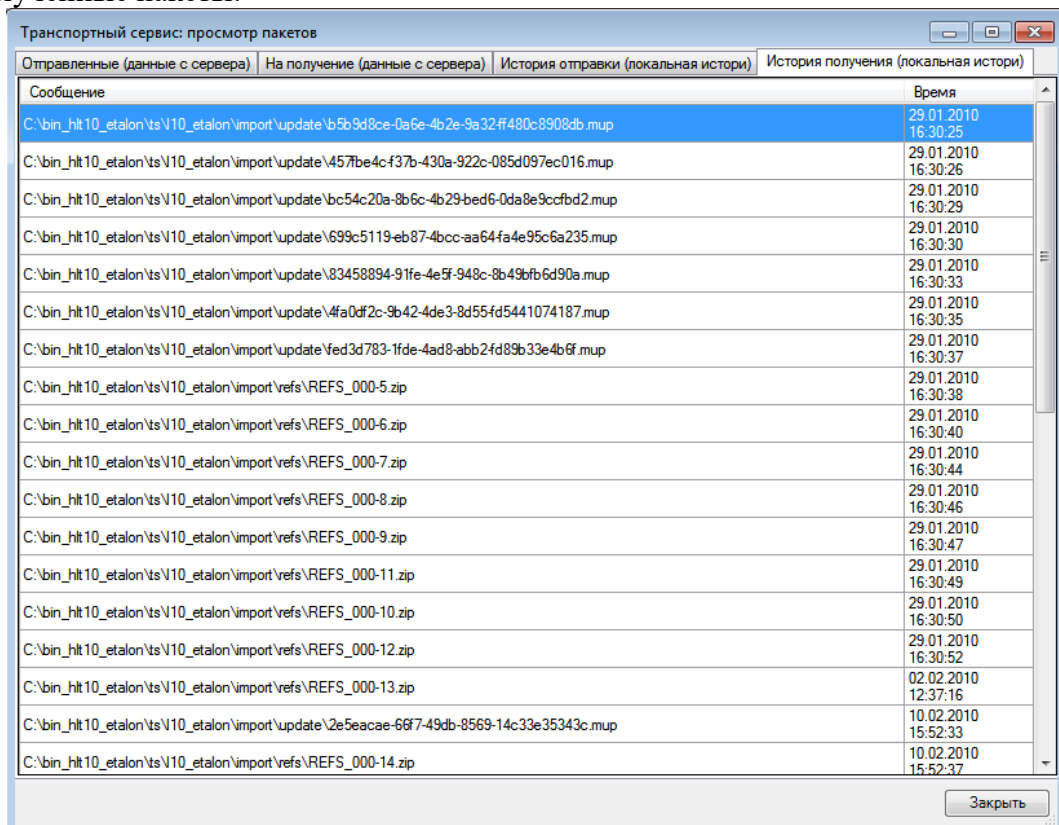 Транспортный сервис: просмотр пакетов
Отправленные (данные с сервера) На получение (данные с сервера) История отправки (локальная истори) История получения (локальная истори)
Сообщение Время
C:\bin_hlt10_etalon\ts\l10_etalon\import\update\b5b9d8ce-0a6e-4b2e-9a32-ff480c8908db.mup 29.01.2010
16:30:25
C:\bin_hlt10_etalon\ts\l10_etalon\import\update\457fbe4c-f37b-430a-922c-085d097ec016.mup 29.01.2010
16:30:26
C:\bin_hlt10_etalon\ts\l10_etalon\import\update\bc54c20a-8b6c-4b29-bed6-0da8e9ccfbd2.mup 29.01.2010
16:30:29
C:\bin_hlt10_etalon\ts\l10_etalon\import\update\699c5119-eb87-4bcc-aa64-fa4e95c6a235.mup 29.01.2010
16:30:30
C:\bin_hlt10_etalon\ts\l10_etalon\import\update\83458894-91fe-4e5f-948c-8b49bfb6d90a.mup 29.01.2010
16:30:33
C:\bin_hlt10_etalon\ts\l10_etalon\import\update\4fa0df2c-9b42-4de3-8d55-fd5441074187.mup 29.01.2010
16:30:35
C:\bin_hlt10_etalon\ts\l10_etalon\import\update\fed3d783-1fde-4ad8-abb2-fd89b33e4b6f.mup 29.01.2010
16:30:37
C:\bin_hlt10_etalon\ts\l10_etalon\import\refs\REFS_000-5.zip 29.01.2010
16:30:38
C:\bin_hlt10_etalon\ts\l10_etalon\import\refs\REFS_000-6.zip 29.01.2010
16:30:40
C:\bin_hlt10_etalon\ts\l10_etalon\import\refs\REFS_000-7.zip 29.01.2010
16:30:44
C:\bin_hlt10_etalon\ts\l10_etalon\import\refs\REFS_000-8.zip 29.01.2010
16:30:46
C:\bin_hlt10_etalon\ts\l10_etalon\import\refs\REFS_000-9.zip 29.01.2010
16:30:47
C:\bin_hlt10_etalon\ts\l10_etalon\import\refs\REFS_000-11.zip 29.01.2010
16:30:49
C:\bin_hlt10_etalon\ts\l10_etalon\import\refs\REFS_000-10.zip 29.01.2010
16:30:50
C:\bin_hlt10_etalon\ts\l10_etalon\import\refs\REFS_000-12.zip 29.01.2010
16:30:52
C:\bin_hlt10_etalon\ts\l10_etalon\import\refs\REFS_000-13.zip 02.02.2010
12:37:16
C:\bin_hlt10_etalon\ts\l10_etalon\import\update\2e5eacae-66f7-49db-8569-14c33e35343c.mup 10.02.2010
15:52:33
C:\bin_hlt10_etalon\ts\l10_etalon\import\refs\REFS_000-14.zip 10.02.2010
15:52:37
Закрыть